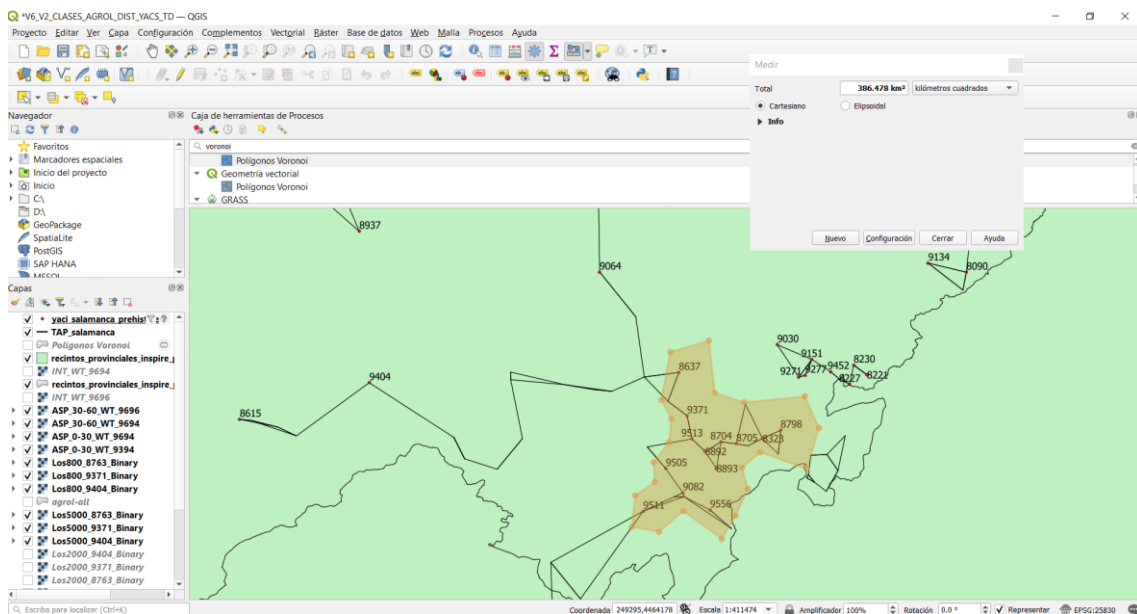 *V6_V2_CLASES_AGROL_DIST_YACS_TD — QGIS
Proyecto Editar Ver Capa Configuración Complementos Vectorial Ráster Base de datos Web Malla Procesos Ayuda
Medir
Total 386.478 km² kilómetros cuadrados
Cartesiano Elipsoidal
Info
Nuevo Configuración Cerrar Ayuda
Navegador
Favoritos
Marcadores espaciales
Inicio del proyecto
Inicio
C:\
D:\
GeoPackage
SpatiaLite
PostGIS
SAP HANA
MSSQL
Caja de herramientas de Procesos
voronoi
Polígonos Voronoi
Geometría vectorial
Polígonos Voronoi
GRASS
Capas
yaci_salamanca_prehist
TAP_salamanca
Polígonos Voronoi
recintos_provinciales_inspire_
INT_WT_9694
recintos_provinciales_inspire_
INT_WT_9696
ASP_30-60_WT_9696
ASP_30-60_WT_9694
ASP_0-30_WT_9694
ASP_0-30_WT_9394
Los800_8763_Binary
Los800_9371_Binary
Los800_9404_Binary
agrol-all
Los5000_8763_Binary
Los5000_9371_Binary
Los5000_9404_Binary
Los2000_9404_Binary
Los2000_9371_Binary
Los2000_8763_Binary
8937
9064
9134
8090
9030
9151
8230
9271
9277
9452
8227
8221
8637
9404
8615
9371
9513
8704
8705
8323
8798
8892
8893
9505
9082
9511
9556
Escriba para localizar (Ctrl+K)
Coordenada 249295,4464178 Escala 1:411474 Amplificador 100% Rotación 0.0 ° Representar EPSG:25830